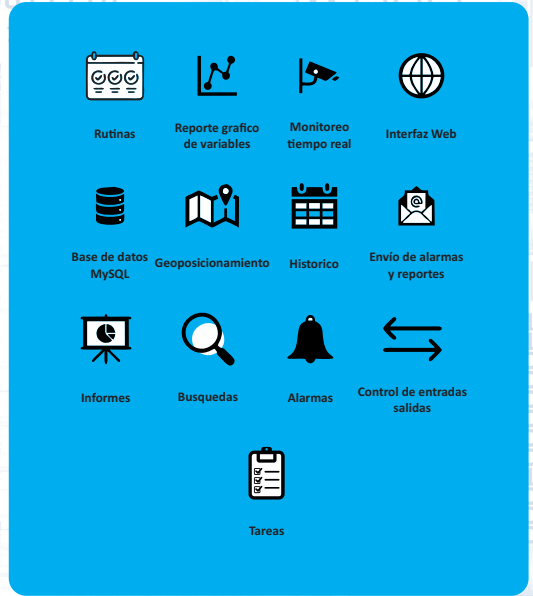 Rutinas
Reporte grafico
de variables
Monitoreo
tiempo real
Interfaz Web
Base de datos
MySQL
Geoposicionamiento
Historico
Envío de alarmas
y reportes
@
Informes
Busquedas
Alarmas
Control de entradas
salidas
Tareas